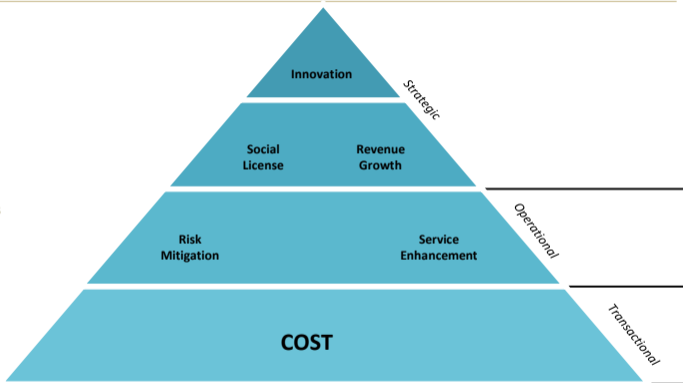 Innovation
Strategic
Social
License
Revenue
Growth
Operational
Risk
Mitigation
Service
Enhancement
Transactional
COST